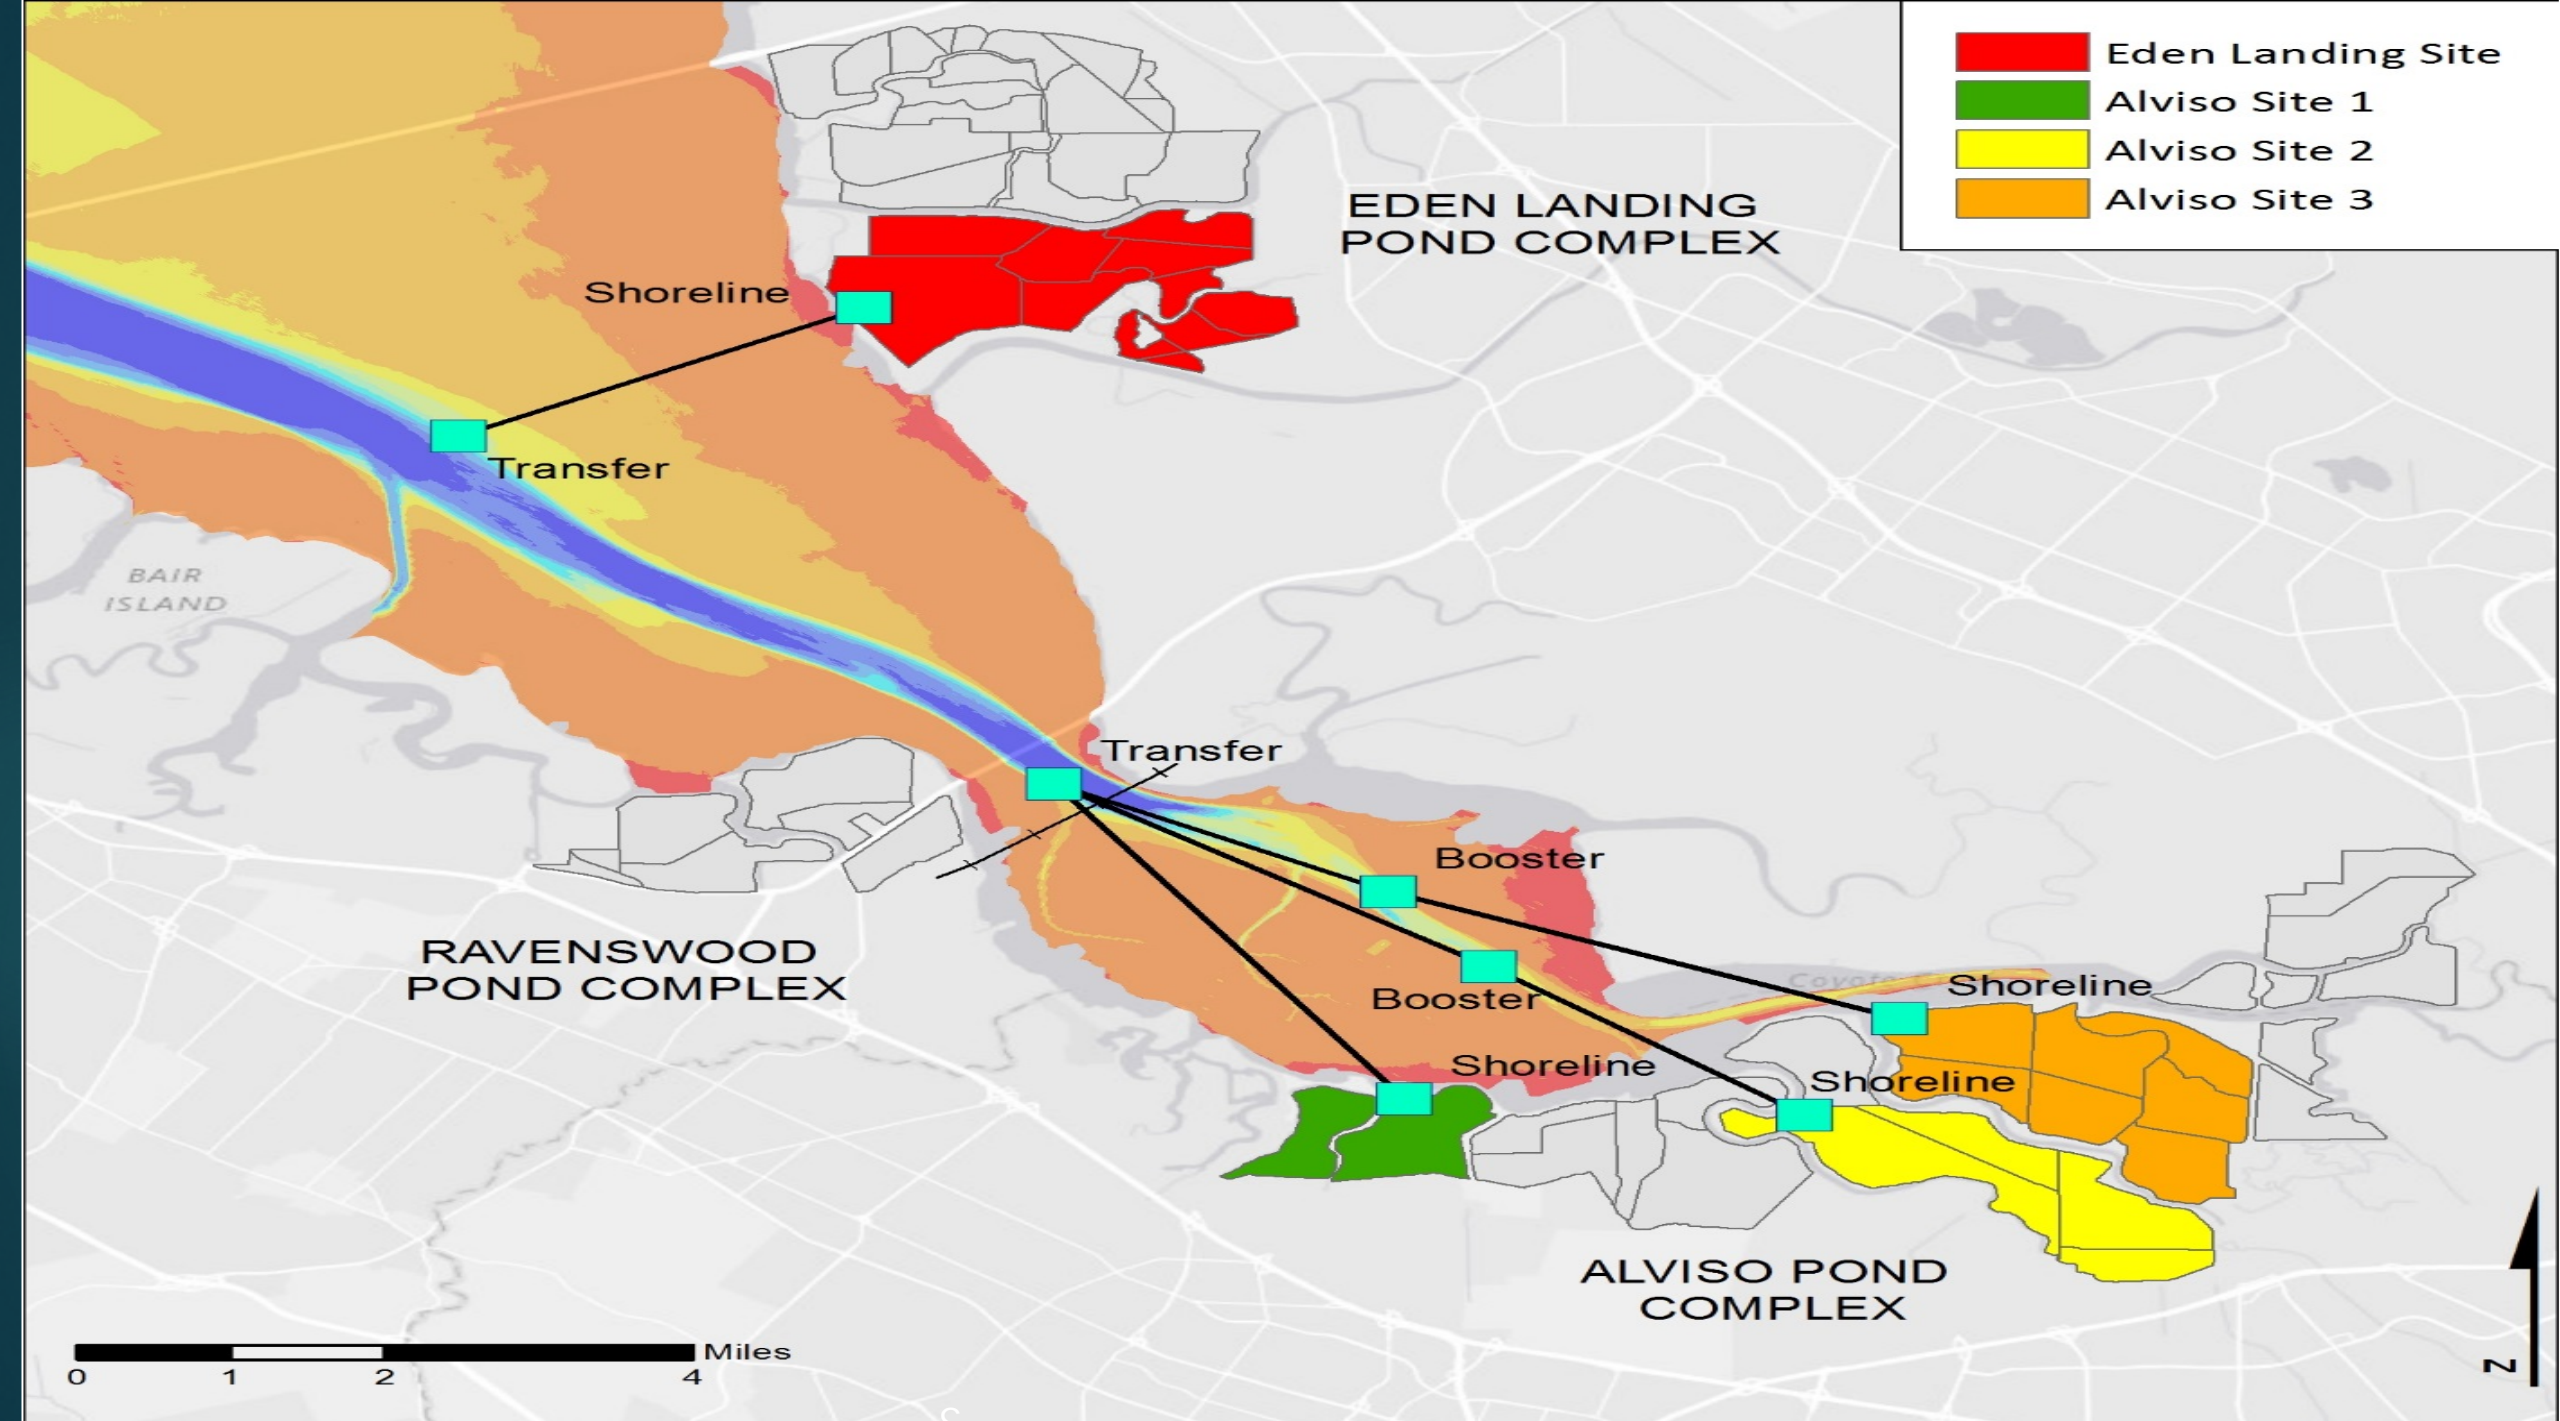 Eden Landing Site
Alviso Site 1
Alviso Site 2
Alviso Site 3
EDEN LANDING
POND COMPLEX
Shoreline
Transfer
BAIR
ISLAND
Transfer
Booster
RAVENSWOOD
POND COMPLEX
Booster
Coyote C
Shoreline
Shoreline
Shoreline
ALVISO POND
COMPLEX
Miles
0 1 2 4
N